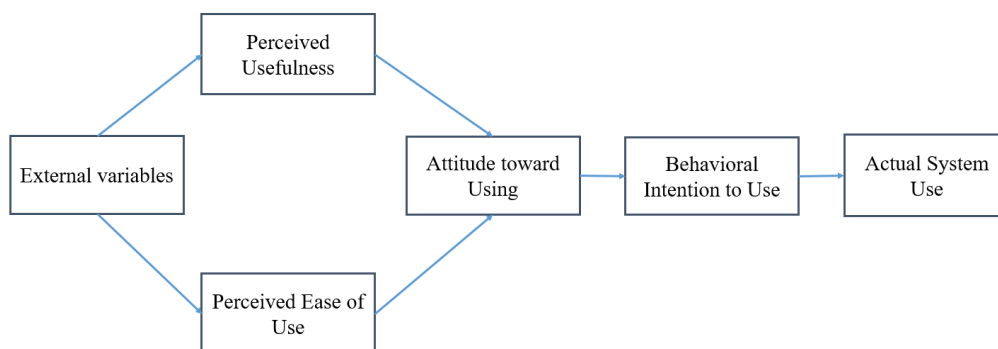 Perceived
Usefulness
External variables
Attitude toward
Using
Behavioral
Intention to Use
Actual System
Use
Perceived Ease of
Use